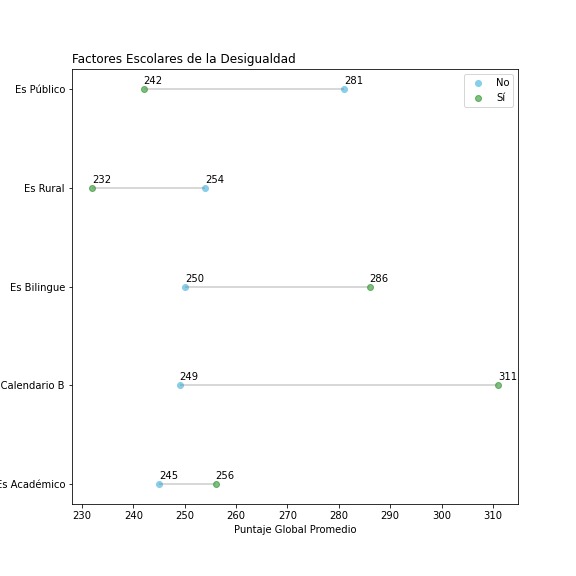 Factores Escolares de la Desigualdad
No
Sí
Es Público
242
281
Es Rural
232
254
Es Bilingue
250
286
Calendario B
249
311
Es Académico
245
256
230
240
250
260
270
280
290
300
310
Puntaje Global Promedio